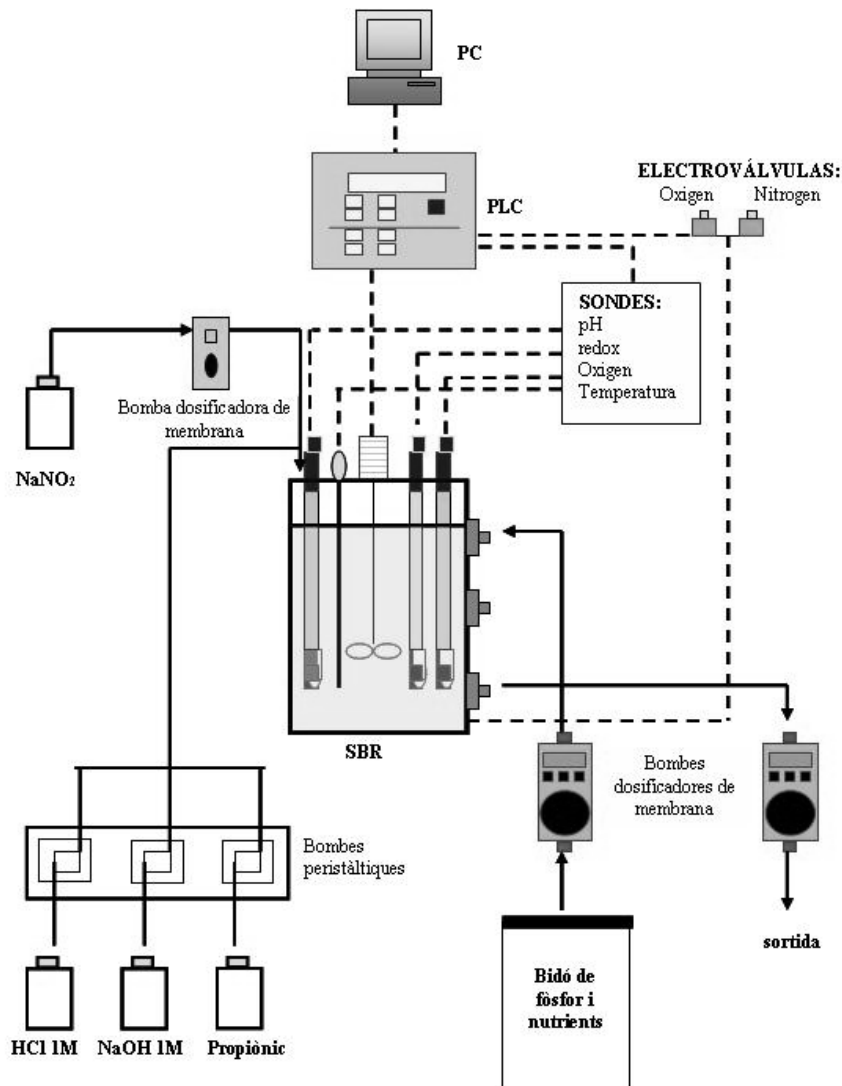 PC
PLC
ELECTROVÁLVULAS:
Oxigen
Nitrogen
SONDES:
pH
redox
Oxigen
Temperatura
Bomba dosificadora de
membrana
NaNO₂
SBR
Bombes
dosificadores de
membrana
Bombes
peristàltiques
sortida
Bidó de
fòsfor i
nutrients
HCl 1M
NaOH 1M
Propiònic